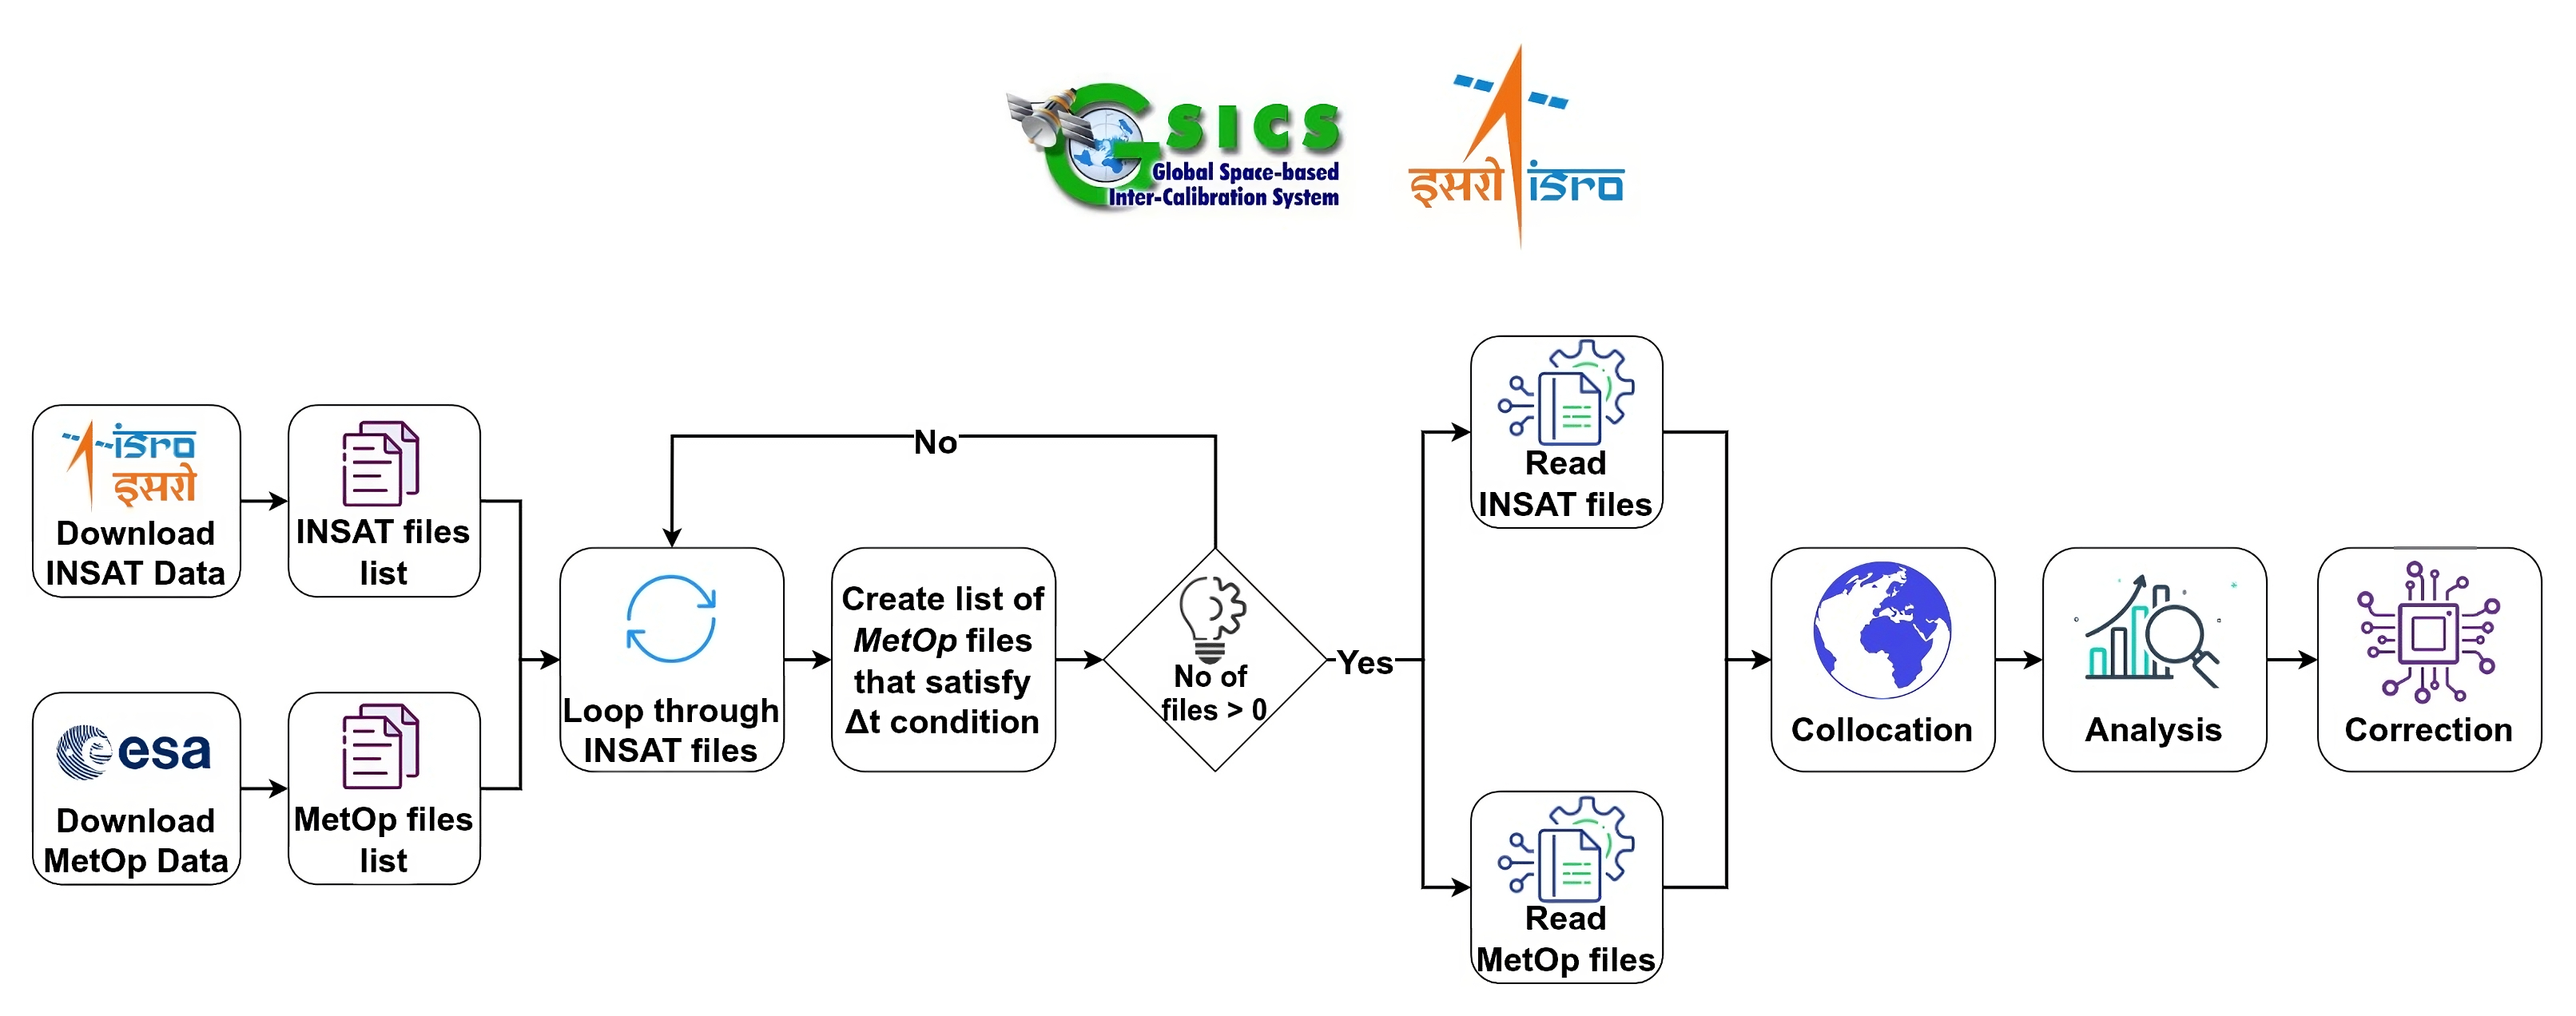 GSICS
Global Space-based
Inter-Calibration System
इसरो isro
isro
इसरो
Download
INSAT Data
INSAT files
list
esa
Download
MetOp Data
MetOp files
list
Loop through
INSAT files
Create list of
MetOp files
that satisfy
Δt condition
No
No of
files > 0
Yes
Read
INSAT files
Read
MetOp files
Collocation
Analysis
Correction